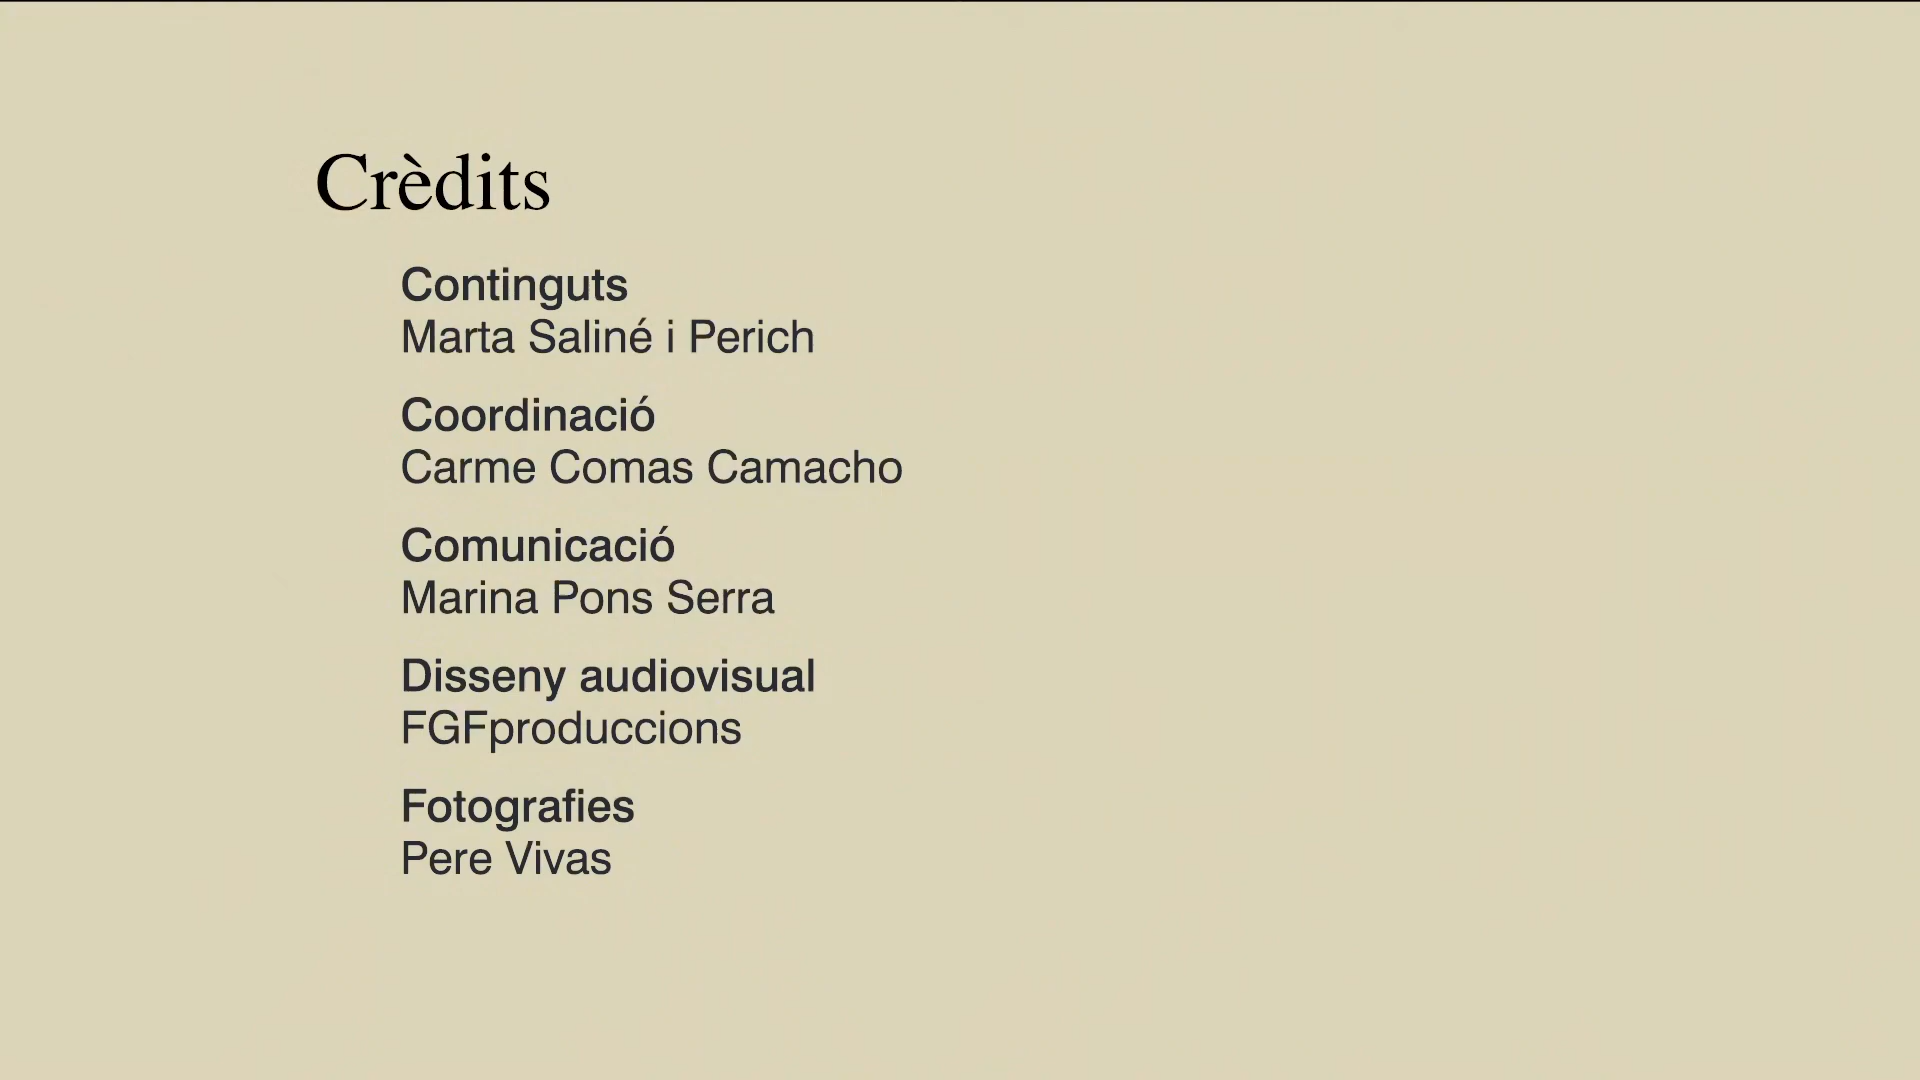 Crèdits
Continguts
Marta Saliné i Perich
Coordinació
Carme Comas Camacho
Comunicació
Marina Pons Serra
Disseny audiovisual
FGFproduccions
Fotografies
Pere Vivas